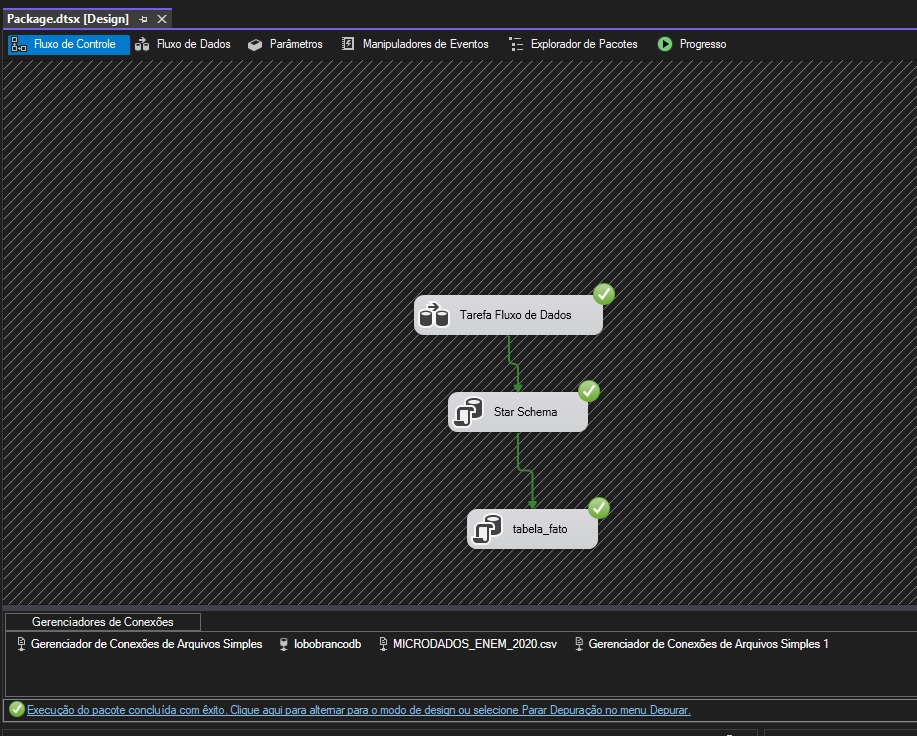 Package.dtsx [Design]
Fluxo de Controle Fluxo de Dados Parâmetros Manipuladores de Eventos Explorador de Pacotes Progresso
Tarefa Fluxo de Dados
Star Schema
tabela_fato
Gerenciadores de Conexões
Gerenciador de Conexões de Arquivos Simples lobobrancodb MICRODADOS_ENEM_2020.csv Gerenciador de Conexões de Arquivos Simples 1
Execução do pacote concluída com êxito. Clique aqui para alternar para o modo de design ou selecione Parar Depuração no menu Depurar.